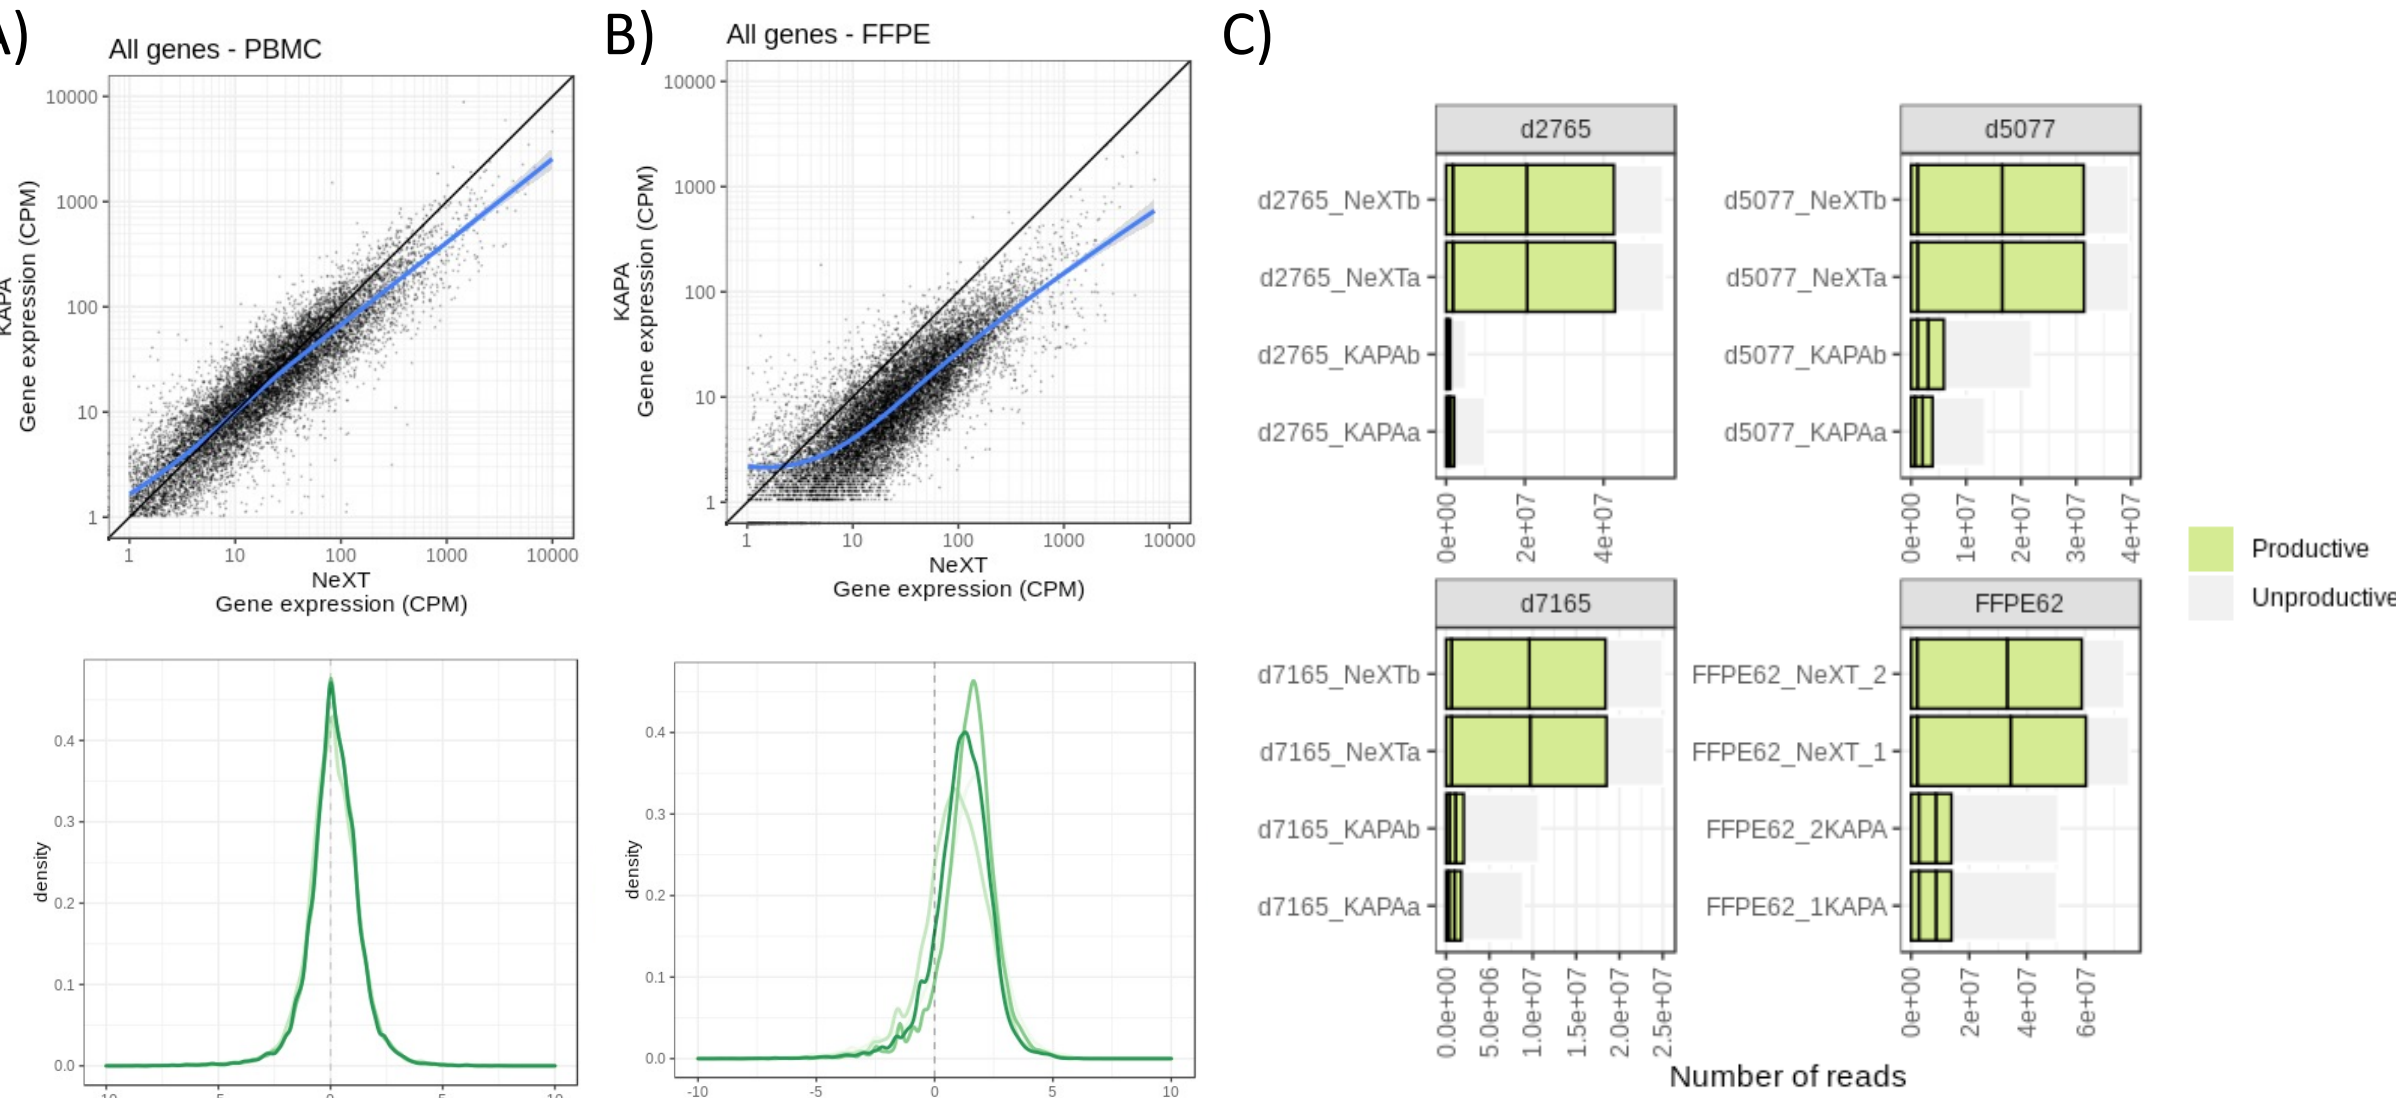 A)
All genes - PBMC
10000
1000
100
10
1
KAPA
Gene expression (CPM)
1
10
100
1000
10000
NeXT
Gene expression (CPM)
density
0.4
0.3
0.2
0.1
0.0
-10
-5
0
5
10
B)
All genes - FFPE
10000
1000
100
10
1
KAPA
Gene expression (CPM)
1
10
100
1000
10000
NeXT
Gene expression (CPM)
density
0.4
0.3
0.2
0.1
0.0
-10
-5
0
5
10
C)
d2765
d2765_NeXTb
d2765_NeXTa
d2765_KAPAb
d2765_KAPAa
0e+00
2e+07
4e+07
d5077
d5077_NeXTb
d5077_NeXTa
d5077_KAPAb
d5077_KAPAa
0e+00
1e+07
2e+07
3e+07
4e+07
d7165
d7165_NeXTb
d7165_NeXTa
d7165_KAPAb
d7165_KAPAa
0.0e+00
5.0e+06
1.0e+07
1.5e+07
2.0e+07
2.5e+07
FFPE62
FFPE62_NeXT_2
FFPE62_NeXT_1
FFPE62_2KAPA
FFPE62_1KAPA
0e+00
2e+07
4e+07
6e+07
Number of reads
Productive
Unproductive